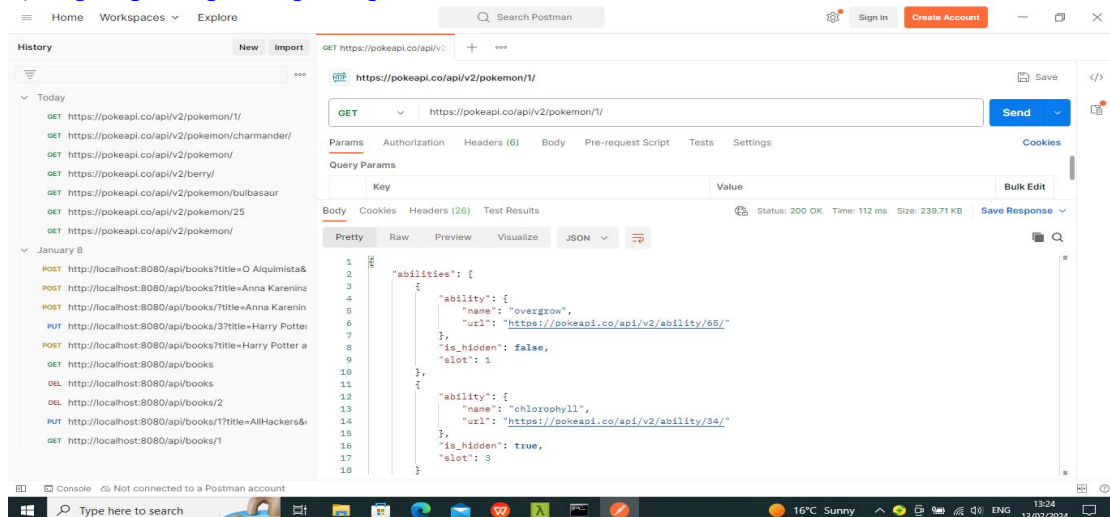 Home Workspaces Explore Search Postman Sign In Create Account
History New Import GET https://pokeapi.co/api/v2
https://pokeapi.co/api/v2/pokemon/1/ Save
Today
GET https://pokeapi.co/api/v2/pokemon/1/
GET https://pokeapi.co/api/v2/pokemon/charmander/
GET https://pokeapi.co/api/v2/pokemon/
GET https://pokeapi.co/api/v2/berry/
GET https://pokeapi.co/api/v2/pokemon/bulbasaur
GET https://pokeapi.co/api/v2/pokemon/25
GET https://pokeapi.co/api/v2/pokemon/
January 8
POST http://localhost:8080/api/books?title=O Alquimista&
POST http://localhost:8080/api/books?title=Anna Karenina
POST http://localhost:8080/api/books/?title=Anna Karenin
PUT http://localhost:8080/api/books/3?title=Harry Potter
POST http://localhost:8080/api/books?title=Harry Potter a
GET http://localhost:8080/api/books
DEL http://localhost:8080/api/books
DEL http://localhost:8080/api/books/2
PUT http://localhost:8080/api/books/1?title=AllHackers&
GET http://localhost:8080/api/books/1
GET https://pokeapi.co/api/v2/pokemon/1/ Send
Params Authorization Headers (6) Body Pre-request Script Tests Settings Cookies
Query Params
Key Value Bulk Edit
Body Cookies Headers (26) Test Results Status: 200 OK Time: 112 ms Size: 239.71 KB Save Response
Pretty Raw Preview Visualize JSON
1 {
2 "abilities": [
3 {
4 "ability": {
5 "name": "overgrow",
6 "url": "https://pokeapi.co/api/v2/ability/65/"
7 },
8 "is_hidden": false,
9 "slot": 1
10 },
11 {
12 "ability": {
13 "name": "chlorophyll",
14 "url": "https://pokeapi.co/api/v2/ability/34/"
15 },
16 "is_hidden": true,
17 "slot": 3
18 }
Console Not connected to a Postman account
Type here to search 16°C Sunny ENG 13:24
13/02/2024